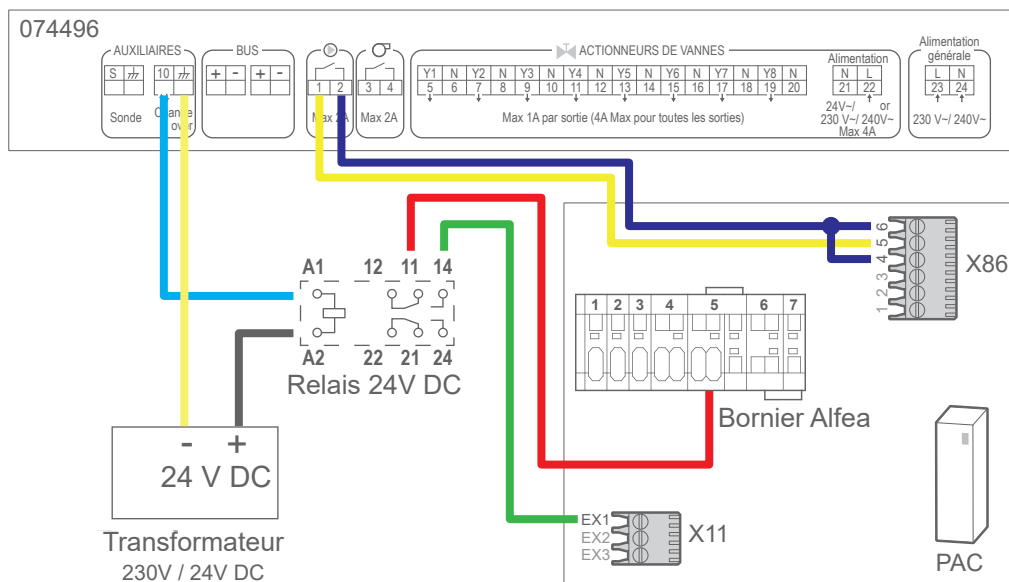 074496
AUXILIAIRES
BUS
ACTIONNEURS DE VANNES
Alimentation générale
S
10
+ - + -
1 2
3 4
Y1 N Y2 N Y3 N Y4 N Y5 N Y6 N Y7 N Y8 N
5 6 7 8 9 10 11 12 13 14 15 16 17 18 19 20
Alimentation
N L
21 22
L N
23 24
Sonde
Change over
Max 2A
Max 2A
Max 1A par sortie (4A Max pour toutes les sorties)
24V~/ or
230 V~/ 240V~
Max 4A
230 V~/ 240V~
A1 12 11 14
A2 22 21 24
Relais 24V DC
6
5
4
3
2
1
X86
1 2 3 4 5 6 7
Bornier Alfea
- +
24 V DC
Transformateur
230V / 24V DC
EX1
EX2
EX3
X11
PAC